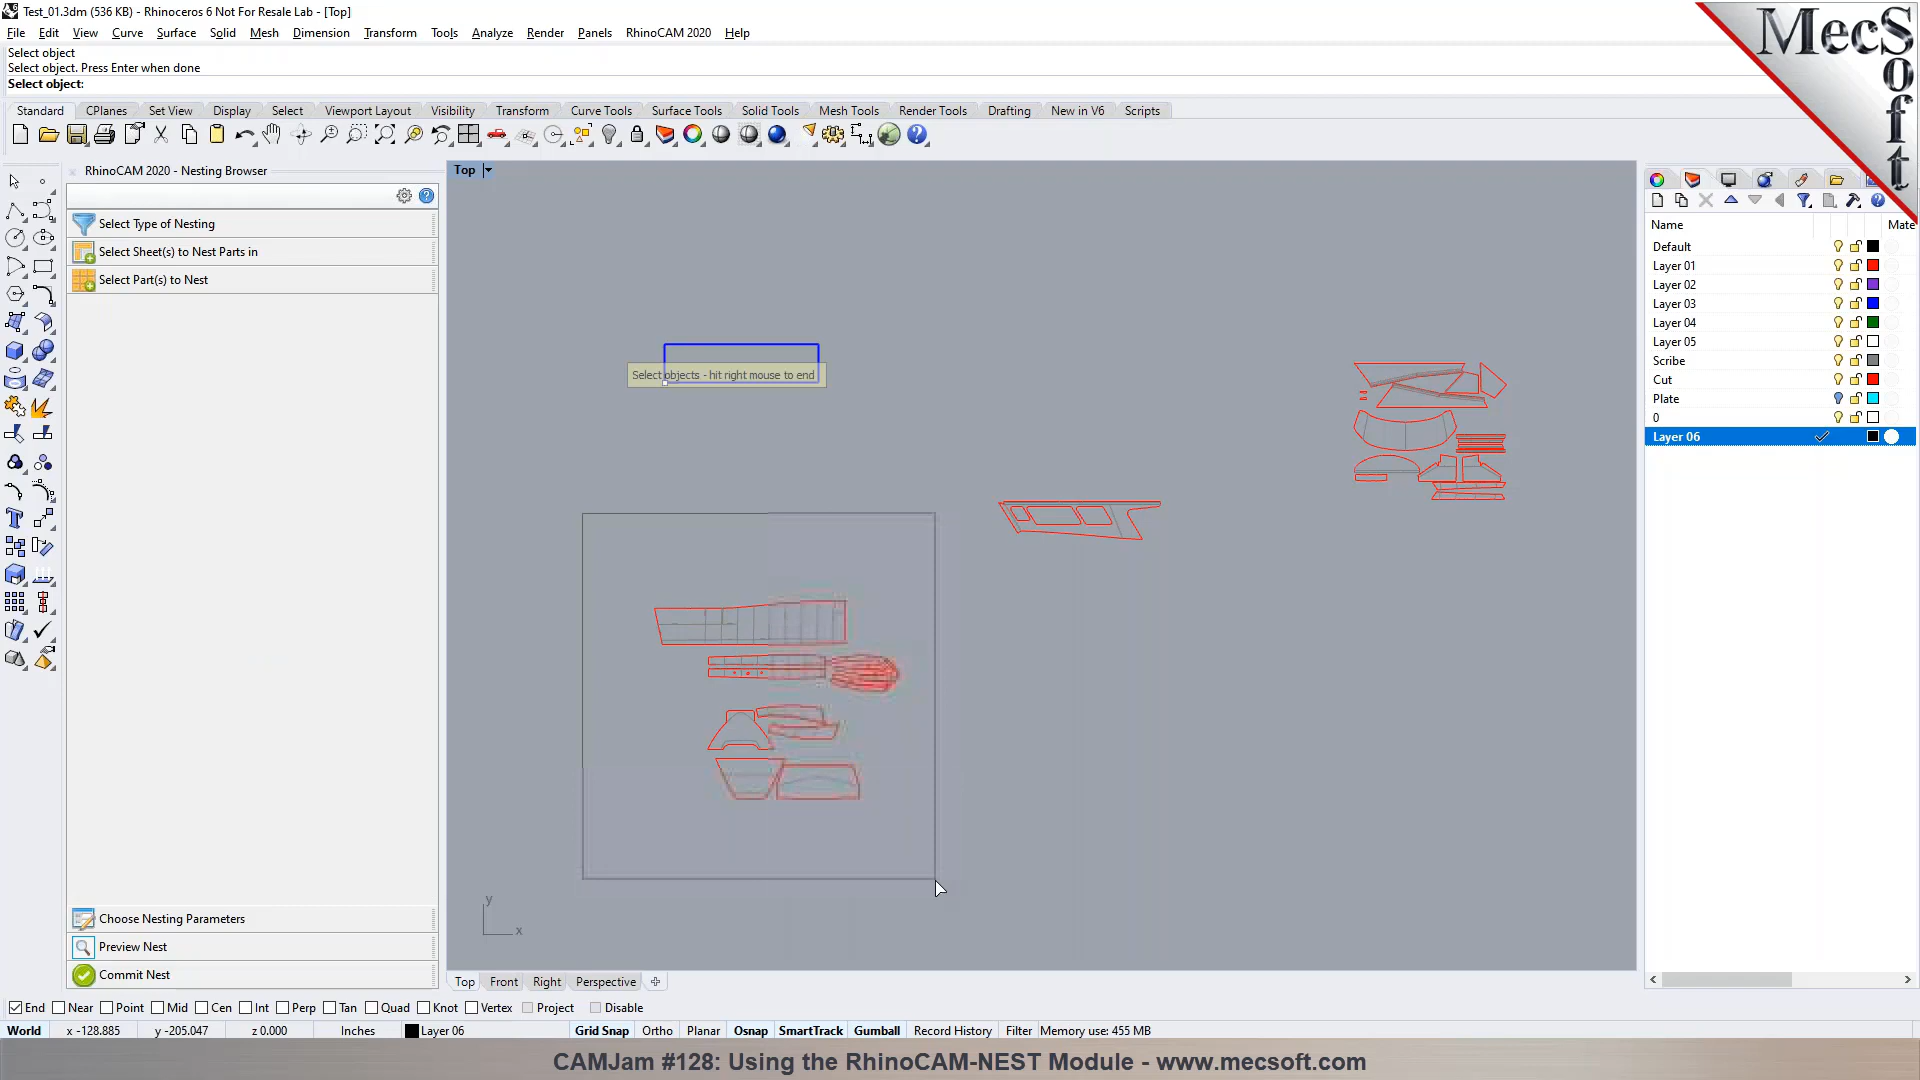 Test_01.3dm (536 KB) - Rhinoceros 6 Not For Resale Lab - [Top]
File Edit View Curve Surface Solid Mesh Dimension Transform Tools Analyze Render Panels RhinoCAM 2020 Help
Select object
Select object. Press Enter when done
Select object:
MecSoft
Standard CPlanes Set View Display Select Viewport Layout Visibility Transform Curve Tools Surface Tools Solid Tools Mesh Tools Render Tools Drafting New in V6 Scripts
RhinoCAM 2020 - Nesting Browser
Top
Select Type of Nesting
Select Sheet(s) to Nest Parts in
Select Part(s) to Nest
Name Mate
Default
Layer 01
Layer 02
Layer 03
Layer 04
Layer 05
Scribe
Cut
Plate
0
Layer 06
Select objects - hit right mouse to end
y
x
Choose Nesting Parameters
Preview Nest
Commit Nest
Top Front Right Perspective
End Near Point Mid Cen Int Perp Tan Quad Knot Vertex Project Disable
World x -128.885 y -205.047 z 0.000 Inches Layer 06 Grid Snap Ortho Planar Osnap SmartTrack Gumball Record History Filter Memory use: 455 MB
CAMJam #128: Using the RhinoCAM-NEST Module - www.mecsoft.com